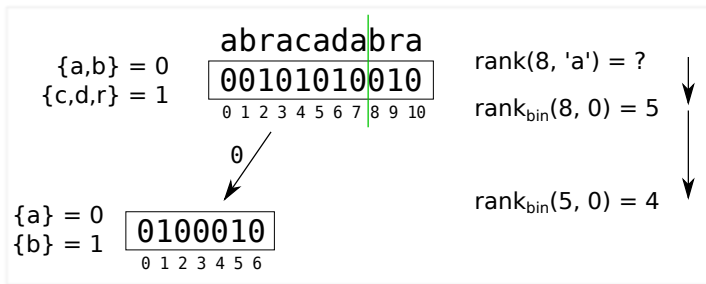 abracadabra
{a,b} = 0
{c,d,r} = 1
00101010010
0 1 2 3 4 5 6 7 8 9 10
rank(8, 'a') = ?
rank_bin(8, 0) = 5
0
{a} = 0
{b} = 1
0100010
0 1 2 3 4 5 6
rank_bin(5, 0) = 4